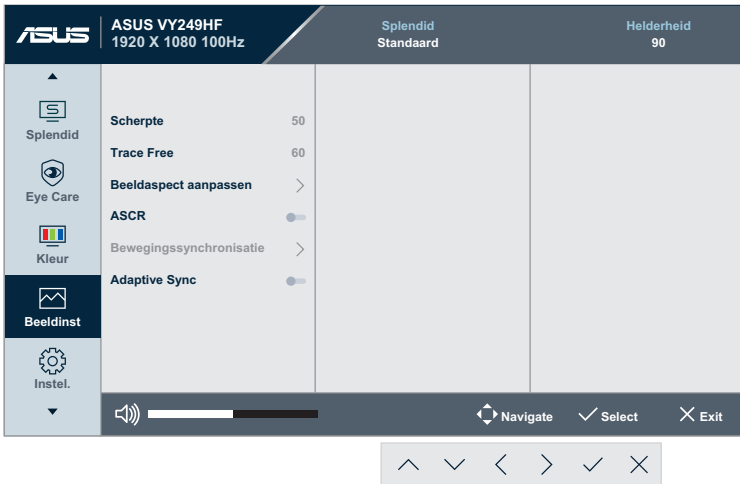 ASUS
ASUS VY249HF
1920 X 1080 100Hz
Splendid
Standaard
Helderheid
90
Splendid
Eye Care
Kleur
Beeldinst
Instel.
Scherpte 50
Trace Free 60
Beeldaspect aanpassen
ASCR
Bewegingssynchronisatie
Adaptive Sync
Navigate
Select
Exit